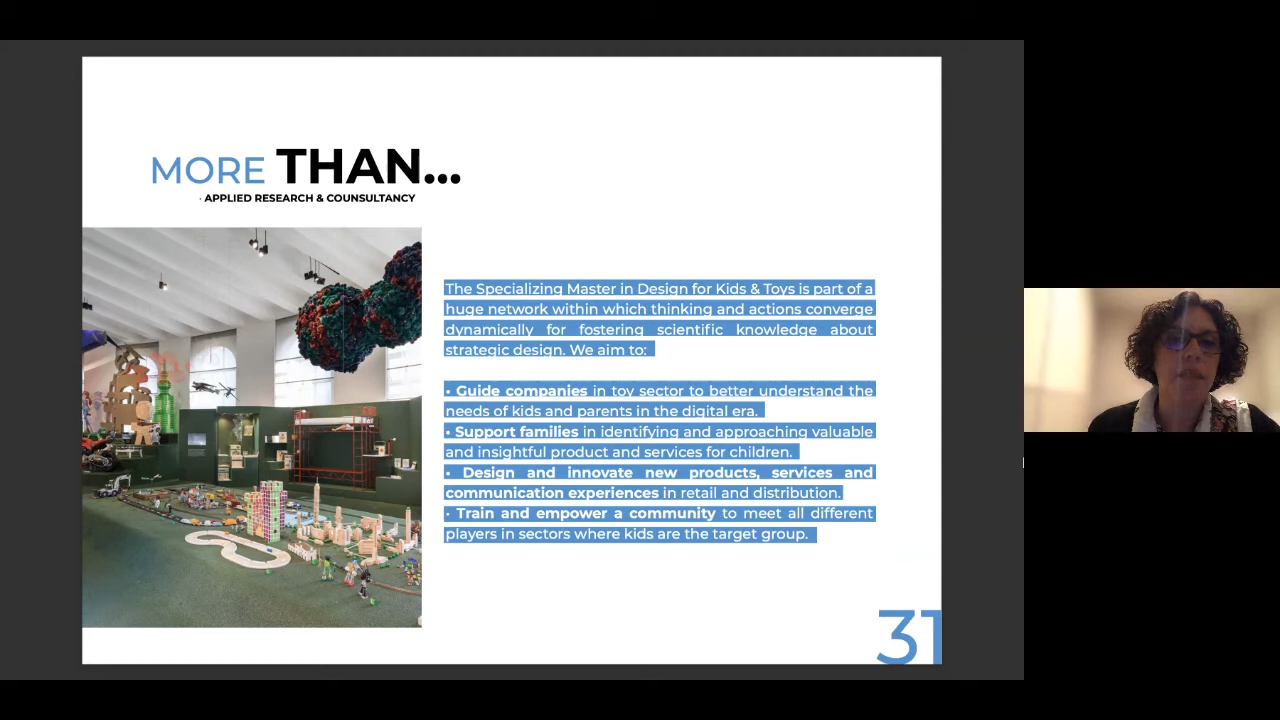 MORE THAN...
· APPLIED RESEARCH & COUNSULTANCY
The Specializing Master in Design for Kids & Toys is part of a
huge network within which thinking and actions converge
dynamically for fostering scientific knowledge about
strategic design. We aim to:
• Guide companies in toy sector to better understand the
needs of kids and parents in the digital era.
• Support families in identifying and approaching valuable
and insightful product and services for children.
• Design and innovate new products, services and
communication experiences in retail and distribution.
· Train and empower a community to meet all different
players in sectors where kids are the target group.
31